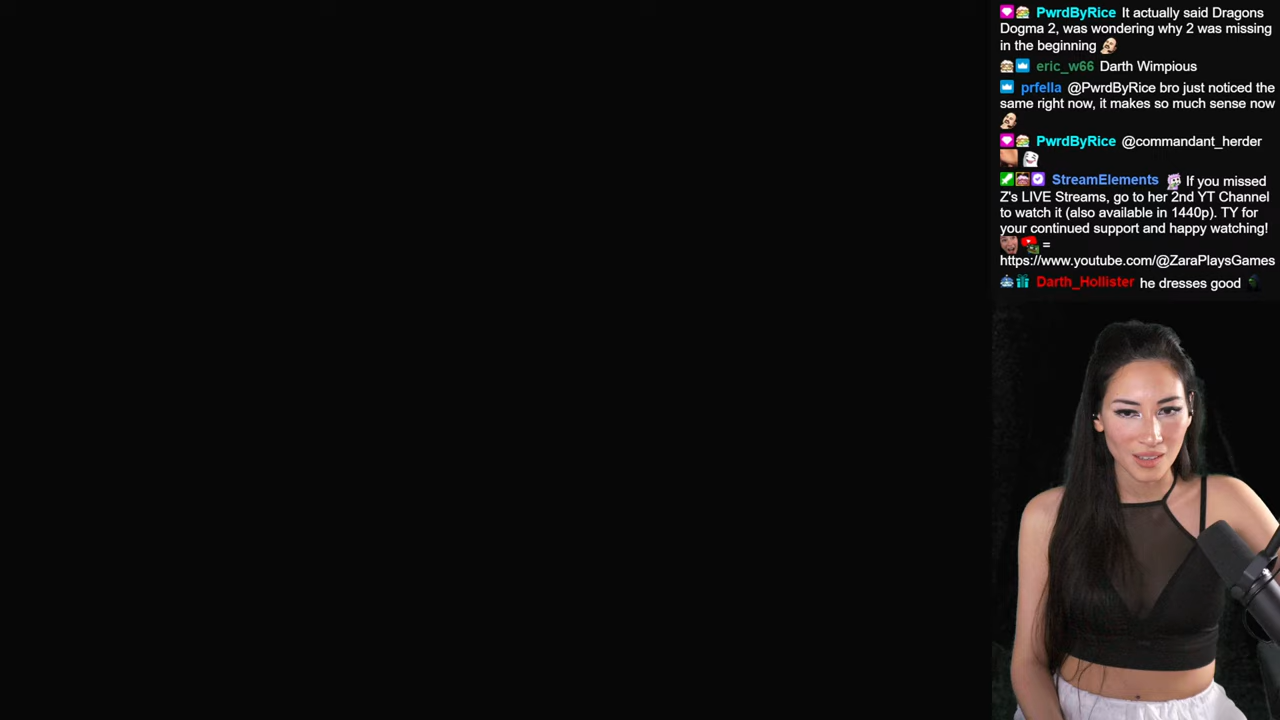 PwrdByRice It actually said Dragons
Dogma 2, was wondering why 2 was missing
in the beginning
eric_w66 Darth Wimpious
prfella @PwrdByRice bro just noticed the
same right now, it makes so much sense now
PwrdByRice @commandant_herder
StreamElements If you missed
Z's LIVE Streams, go to her 2nd YT Channel
to watch it (also available in 1440p). TY for
your continued support and happy watching!
=
https://www.youtube.com/@ZaraPlaysGames
Darth_Hollister he dresses good